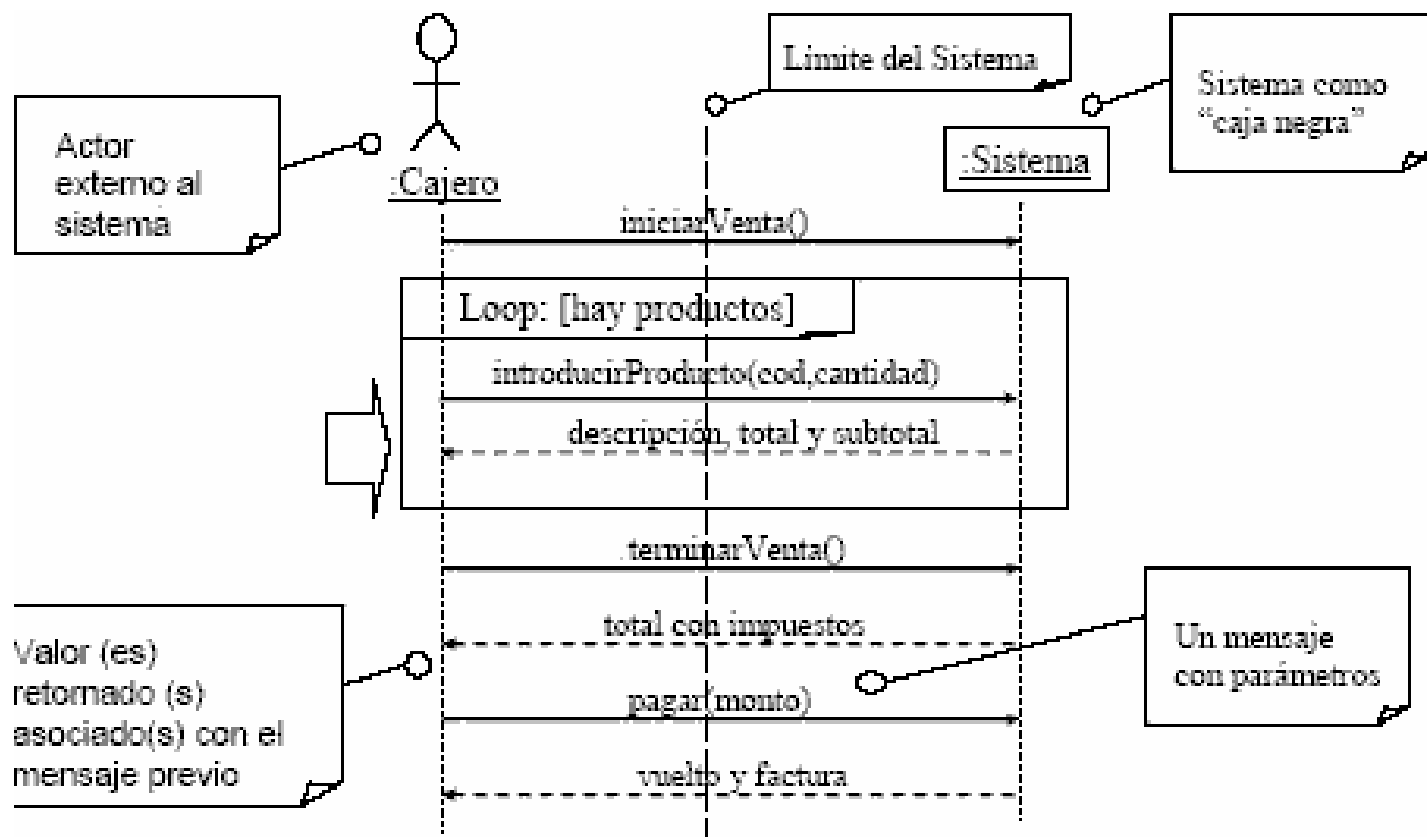 Límite del Sistema
Sistema como
“caja negra”
Actor
externo al
sistema
:Cajero
:Sistema
iniciarVenta()
Loop: [hay productos]
introducirProducto(cod,cantidad)
descripción, total y subtotal
terminarVenta()
total con impuestos
Valor (es)
retornado (s)
asociado(s) con el
mensaje previo
Un mensaje
con parámetros
pagar(monto)
vuelto y factura